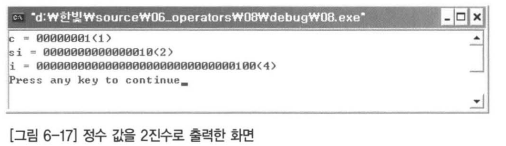 "d:₩한빛₩source₩06_operators₩08₩debug₩08.exe"
c = 00000001(1)
si = 0000000000000010(2)
i = 00000000000000000000000000000100(4)
Press any key to continue_
[그림 6-17] 정수 값을 2진수로 출력한 화면